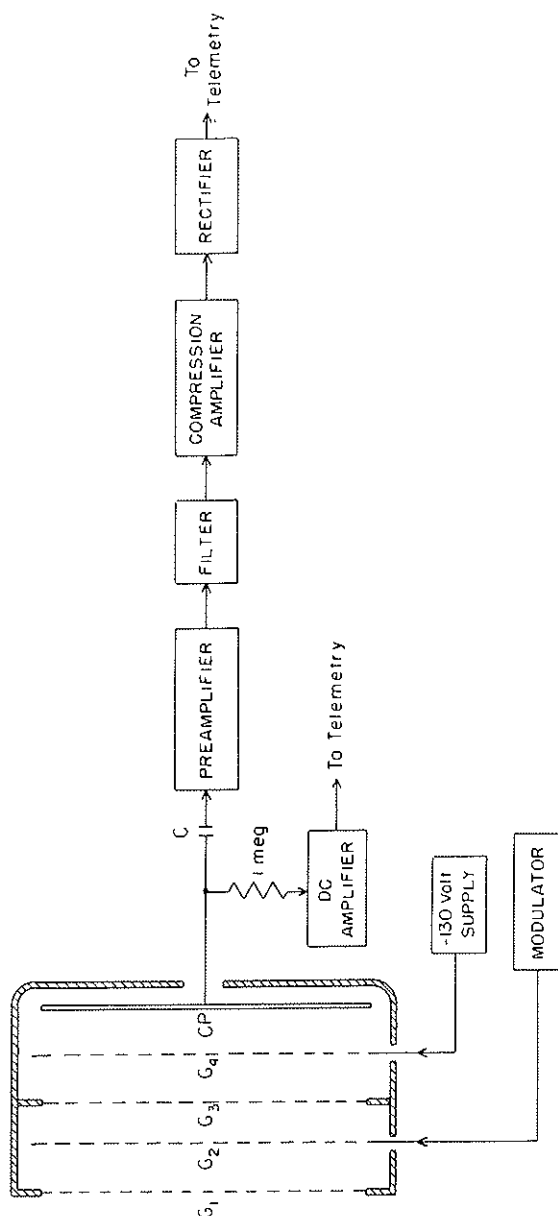 G1
G2
G3
G4
CP
C
1 meg
PREAMPLIFIER
FILTER
COMPRESSION
AMPLIFIER
RECTIFIER
To
Telemetry
DC
AMPLIFIER
To Telemetry
-130 volt
SUPPLY
MODULATOR